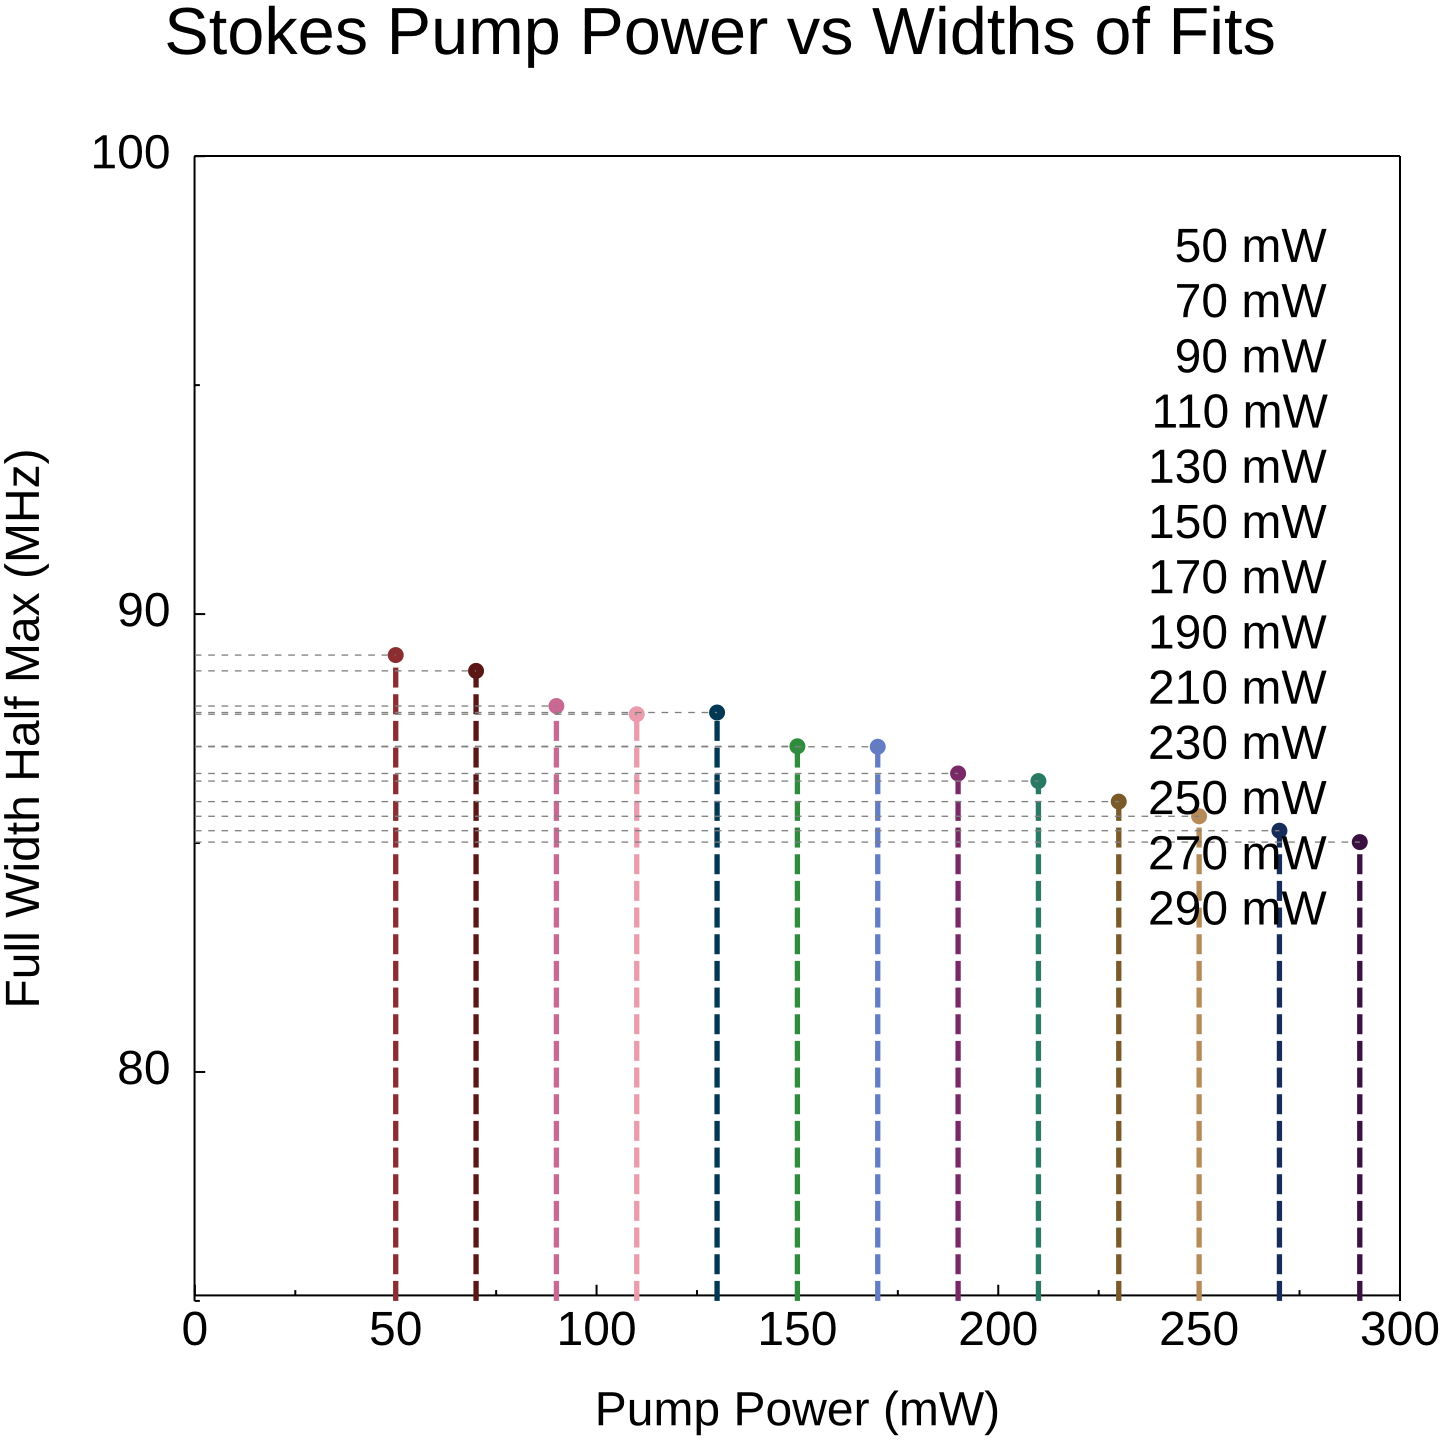 Stokes Pump Power vs Widths of Fits
100
50 mW
70 mW
90 mW
110 mW
130 mW
150 mW
170 mW
190 mW
210 mW
230 mW
250 mW
270 mW
290 mW
90
80
Full Width Half Max (MHz)
0 50 100 150 200 250 300
Pump Power (mW)